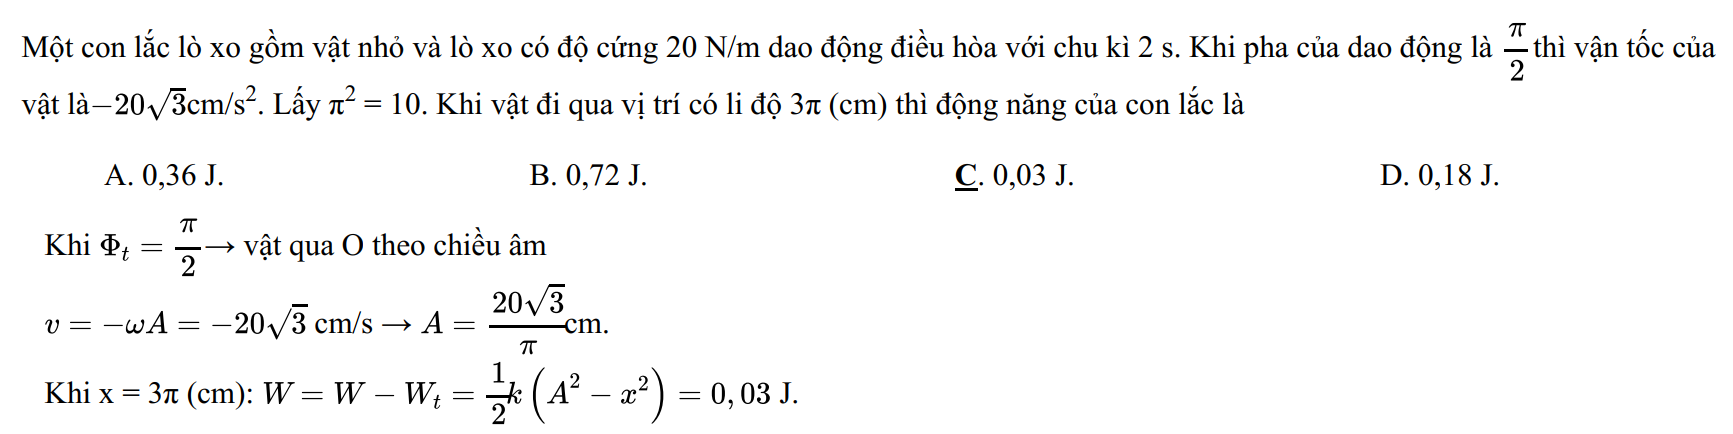 Một con lắc lò xo gồm vật nhỏ và lò xo có độ cứng 20 N/m dao động điều hòa với chu kì 2 s. Khi pha của dao động là $\frac{\pi}{2}$ thì vận tốc của
vật là $-20\sqrt{3}$cm/s$^2$. Lấy $\pi^2$ = 10. Khi vật đi qua vị trí có li độ 3π (cm) thì động năng của con lắc là
A. 0,36 J. B. 0,72 J. C. 0,03 J. D. 0,18 J.
Khi $\Phi_t = \frac{\pi}{2} \rightarrow$ vật qua O theo chiều âm
$v = -\omega A = -20\sqrt{3}$ cm/s $\rightarrow A = \frac{20\sqrt{3}}{\pi}$cm.
Khi x = 3π (cm): $W = W - W_t = \frac{1}{2}k\left(A^2 - x^2\right) = 0,03$ J.